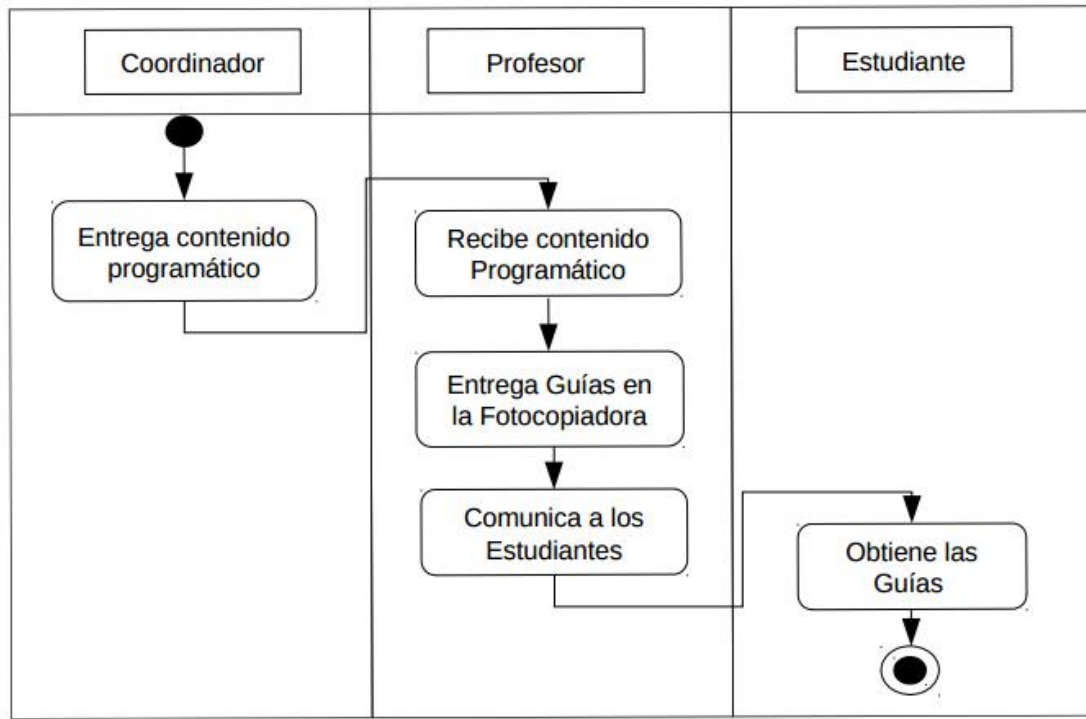 Coordinador
Profesor
Estudiante
Entrega contenido
programático
Recibe contenido
Programático
Entrega Guías en
la Fotocopiadora
Comunica a los
Estudiantes
Obtiene las
Guías